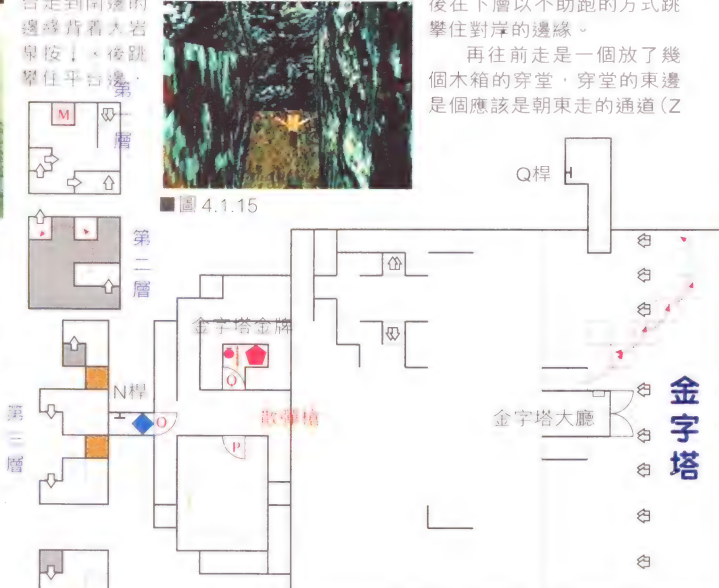 台走到南邊的
邊緣背着大岩
泉按↓、後跳
攀住平台邊．
後在下層以不助跑的方式跳
攀住對岸的邊緣。
再往前走是一個放了幾
個木箱的穿堂，穿堂的東邊
是個應該是朝東走的通道(Z
■圖 4.1.15
第一層
M
第二層
第三層
N桿
O
金字塔金牌
Q
P
散彈槍
Q桿
金字塔大廳
金字塔